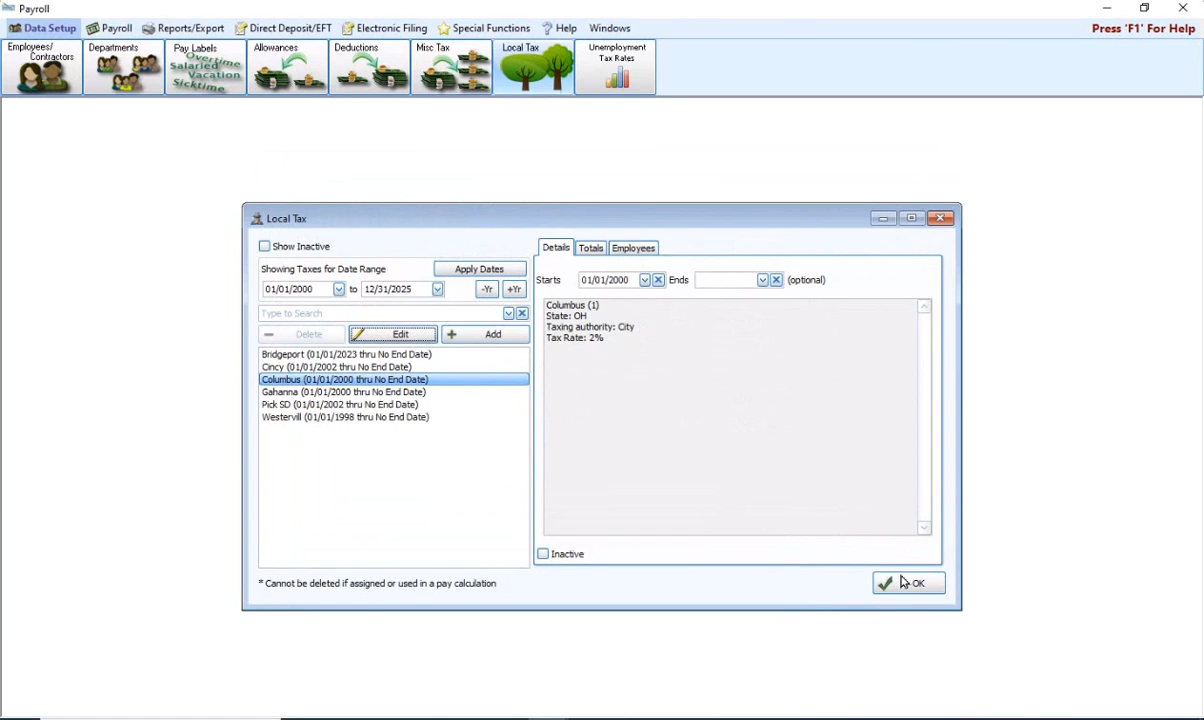 Payroll
Data Setup Payroll Reports/Export Direct Deposit/EFT Electronic Filing Special Functions Help Windows Press 'F1' For Help
Employees/
Contractors
Departments
Pay Labels
Overtime
Salaried
Vacation
Sicktime
Allowances
Deductions
Misc Tax
Local Tax
Unemployment
Tax Rates
Local Tax
Show Inactive
Showing Taxes for Date Range Apply Dates
01/01/2000 to 12/31/2025 -Yr +Yr
Type to Search
Delete Edit Add
Bridgeport (01/01/2023 thru No End Date)
Cincy (01/01/2002 thru No End Date)
Columbus (01/01/2000 thru No End Date)
Gahanna (01/01/2000 thru No End Date)
Pick SD (01/01/2002 thru No End Date)
Westervill (01/01/1998 thru No End Date)
* Cannot be deleted if assigned or used in a pay calculation
Details Totals Employees
Starts 01/01/2000 Ends (optional)
Columbus (1)
State: OH
Taxing authority: City
Tax Rate: 2%
Inactive
OK